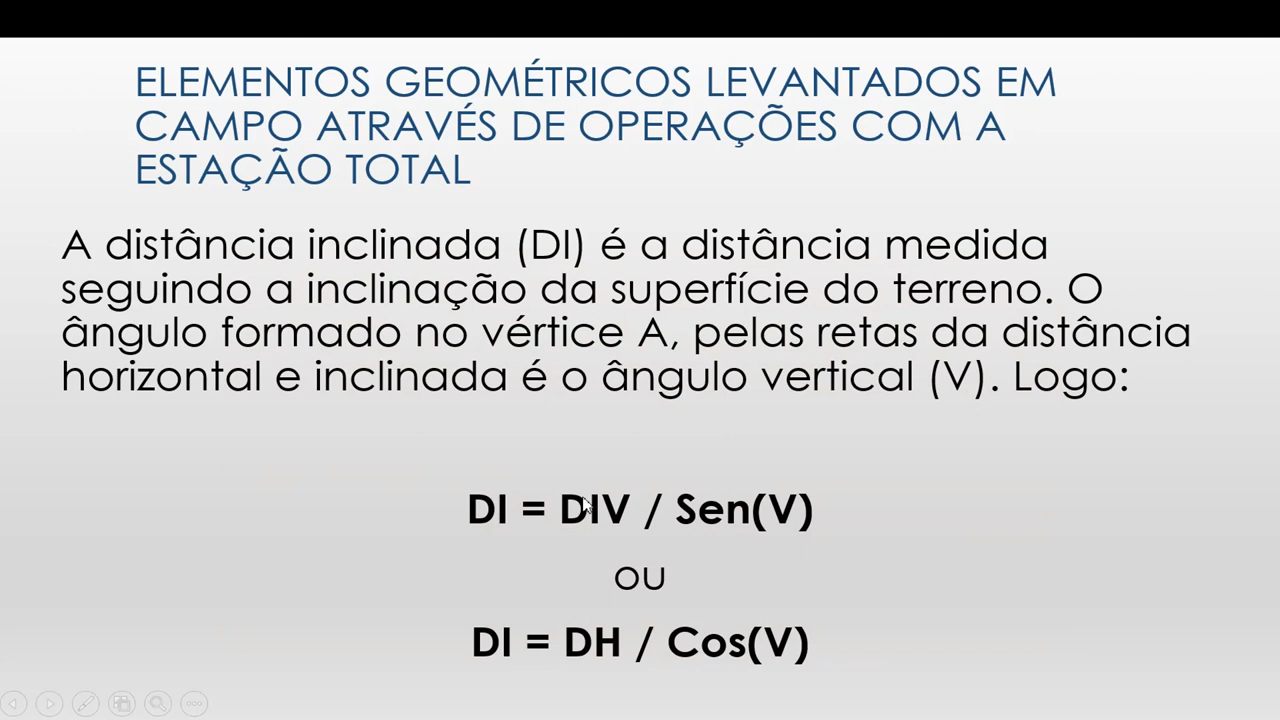 ELEMENTOS GEOMÉTRICOS LEVANTADOS EM
CAMPO ATRAVÉS DE OPERAÇÕES COM A
ESTAÇÃO TOTAL
A distância inclinada (DI) é a distância medida
seguindo a inclinação da superfície do terreno. O
ângulo formado no vértice A, pelas retas da distância
horizontal e inclinada é o ângulo vertical (V). Logo:
DI = DIV / Sen(V)
ou
DI = DH / Cos(V)